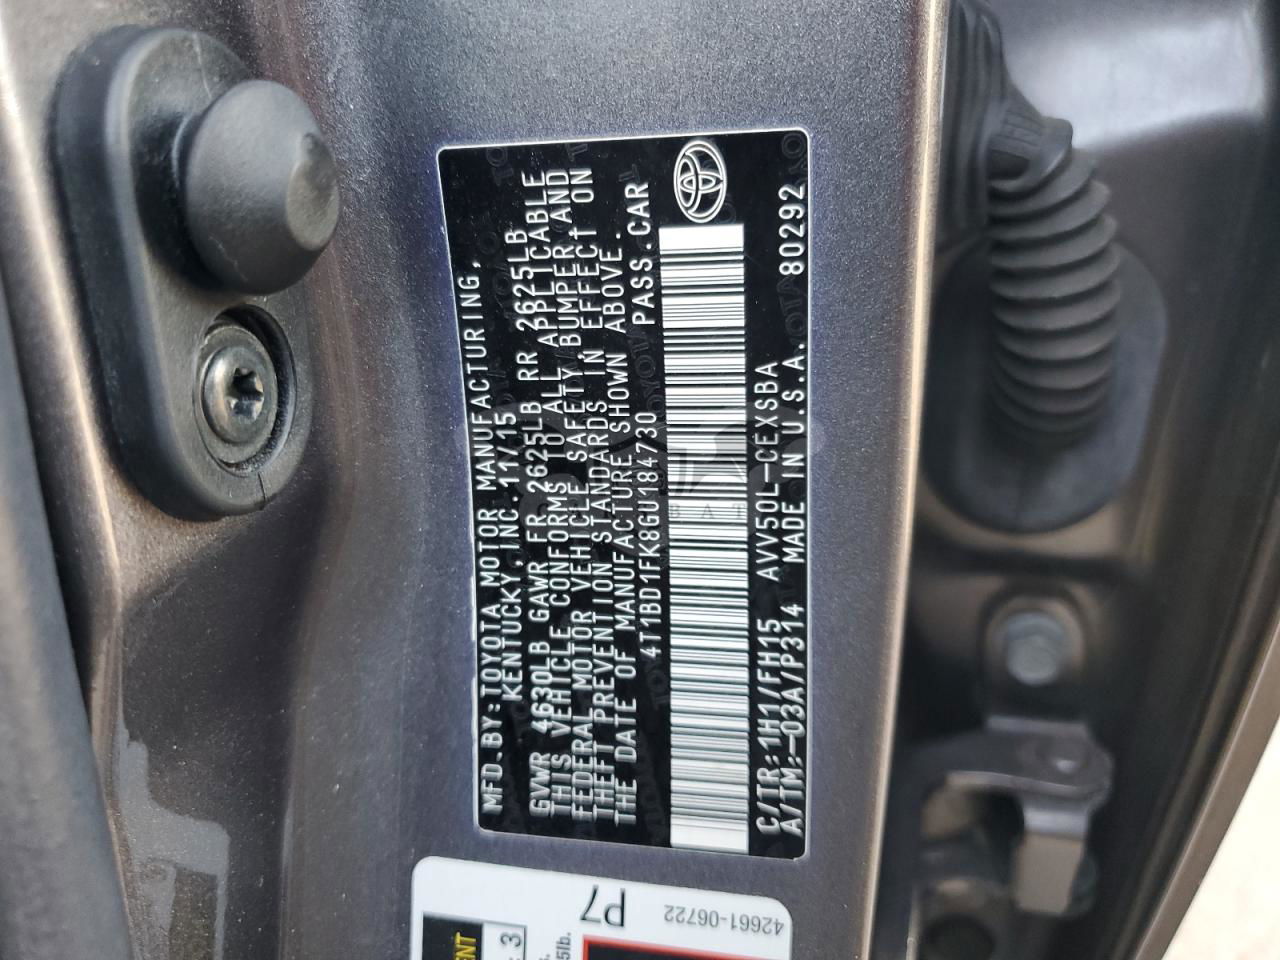 MFD.BY:TOYOTA MOTOR MANUFACTURING,
KENTUCKY,INC. 11/15
GVWR 4630LB GAWR FR 2625LB RR 2625LB
THIS VEHICLE CONFORMS TO ALL APPLICABLE
FEDERAL MOTOR VEHICLE SAFETY,BUMPER,AND
THEFT PREVENTION STANDARDS IN EFFECT ON
THE DATE OF MANUFACTURE SHOWN ABOVE.
4T1BD1FK8GU184730 PASS.CAR
C/TR:1H1/FH15 AVV50L-CEXSBA
A/TM:-03A/P314 MADE IN U.S.A. 80292
P7
42661-06722
3
5lb.